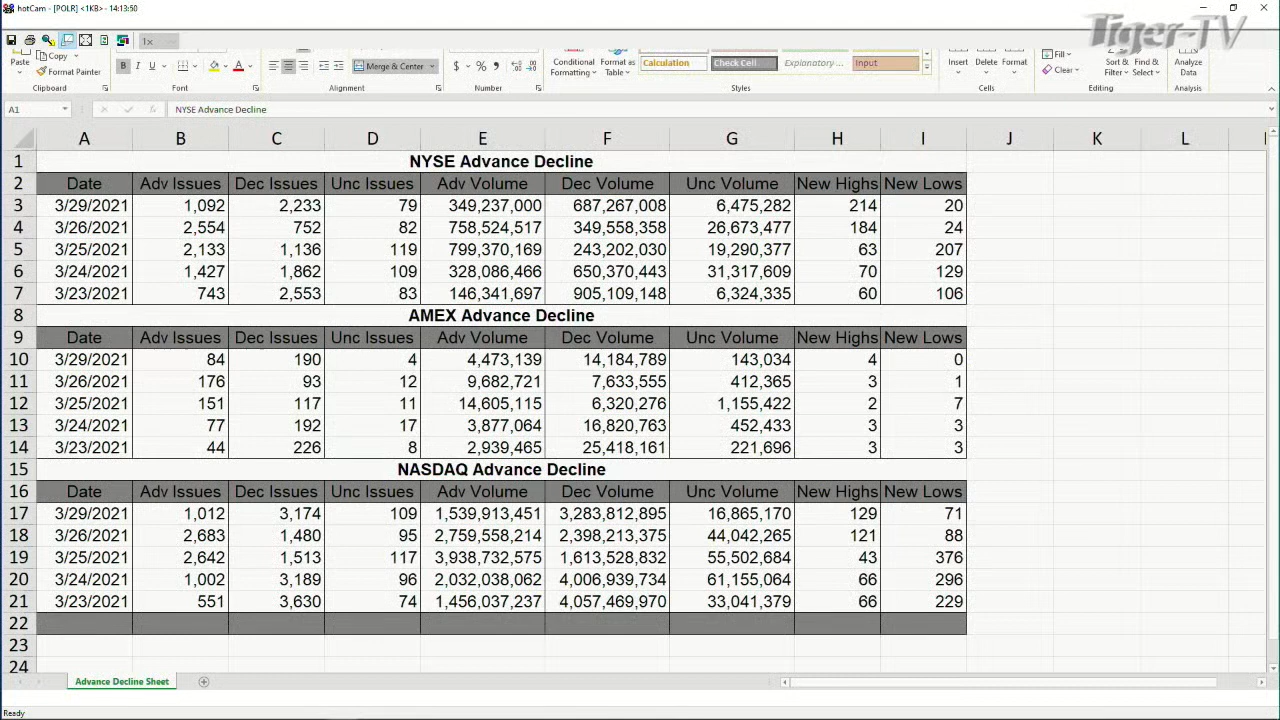 hotCam - [POLR] <1KB> - 14:13:50
Tiger-TV
1x
Paste
Copy
Format Painter
Clipboard
B I U
A
Font
Merge & Center
Alignment
$ % ,
Number
Conditional Formatting
Format as Table
Calculation
Check Cell
Explanatory ...
Input
Styles
Insert Delete Format
Cells
Fill
Clear
Sort & Filter
Find & Select
Editing
Analyze Data
Analysis
A1 fx NYSE Advance Decline
A B C D E F G H I J K L
1 NYSE Advance Decline
2 Date Adv Issues Dec Issues Unc Issues Adv Volume Dec Volume Unc Volume New Highs New Lows
3 3/29/2021 1,092 2,233 79 349,237,000 687,267,008 6,475,282 214 20
4 3/26/2021 2,554 752 82 758,524,517 349,558,358 26,673,477 184 24
5 3/25/2021 2,133 1,136 119 799,370,169 243,202,030 19,290,377 63 207
6 3/24/2021 1,427 1,862 109 328,086,466 650,370,443 31,317,609 70 129
7 3/23/2021 743 2,553 83 146,341,697 905,109,148 6,324,335 60 106
8 AMEX Advance Decline
9 Date Adv Issues Dec Issues Unc Issues Adv Volume Dec Volume Unc Volume New Highs New Lows
10 3/29/2021 84 190 4 4,473,139 14,184,789 143,034 4 0
11 3/26/2021 176 93 12 9,682,721 7,633,555 412,365 3 1
12 3/25/2021 151 117 11 14,605,115 6,320,276 1,155,422 2 7
13 3/24/2021 77 192 17 3,877,064 16,820,763 452,433 3 3
14 3/23/2021 44 226 8 2,939,465 25,418,161 221,696 3 3
15 NASDAQ Advance Decline
16 Date Adv Issues Dec Issues Unc Issues Adv Volume Dec Volume Unc Volume New Highs New Lows
17 3/29/2021 1,012 3,174 109 1,539,913,451 3,283,812,895 16,865,170 129 71
18 3/26/2021 2,683 1,480 95 2,759,558,214 2,398,213,375 44,042,265 121 88
19 3/25/2021 2,642 1,513 117 3,938,732,575 1,613,528,832 55,502,684 43 376
20 3/24/2021 1,002 3,189 96 2,032,038,062 4,006,939,734 61,155,064 66 296
21 3/23/2021 551 3,630 74 1,456,037,237 4,057,469,970 33,041,379 66 229
22
23
24
Advance Decline Sheet
Ready